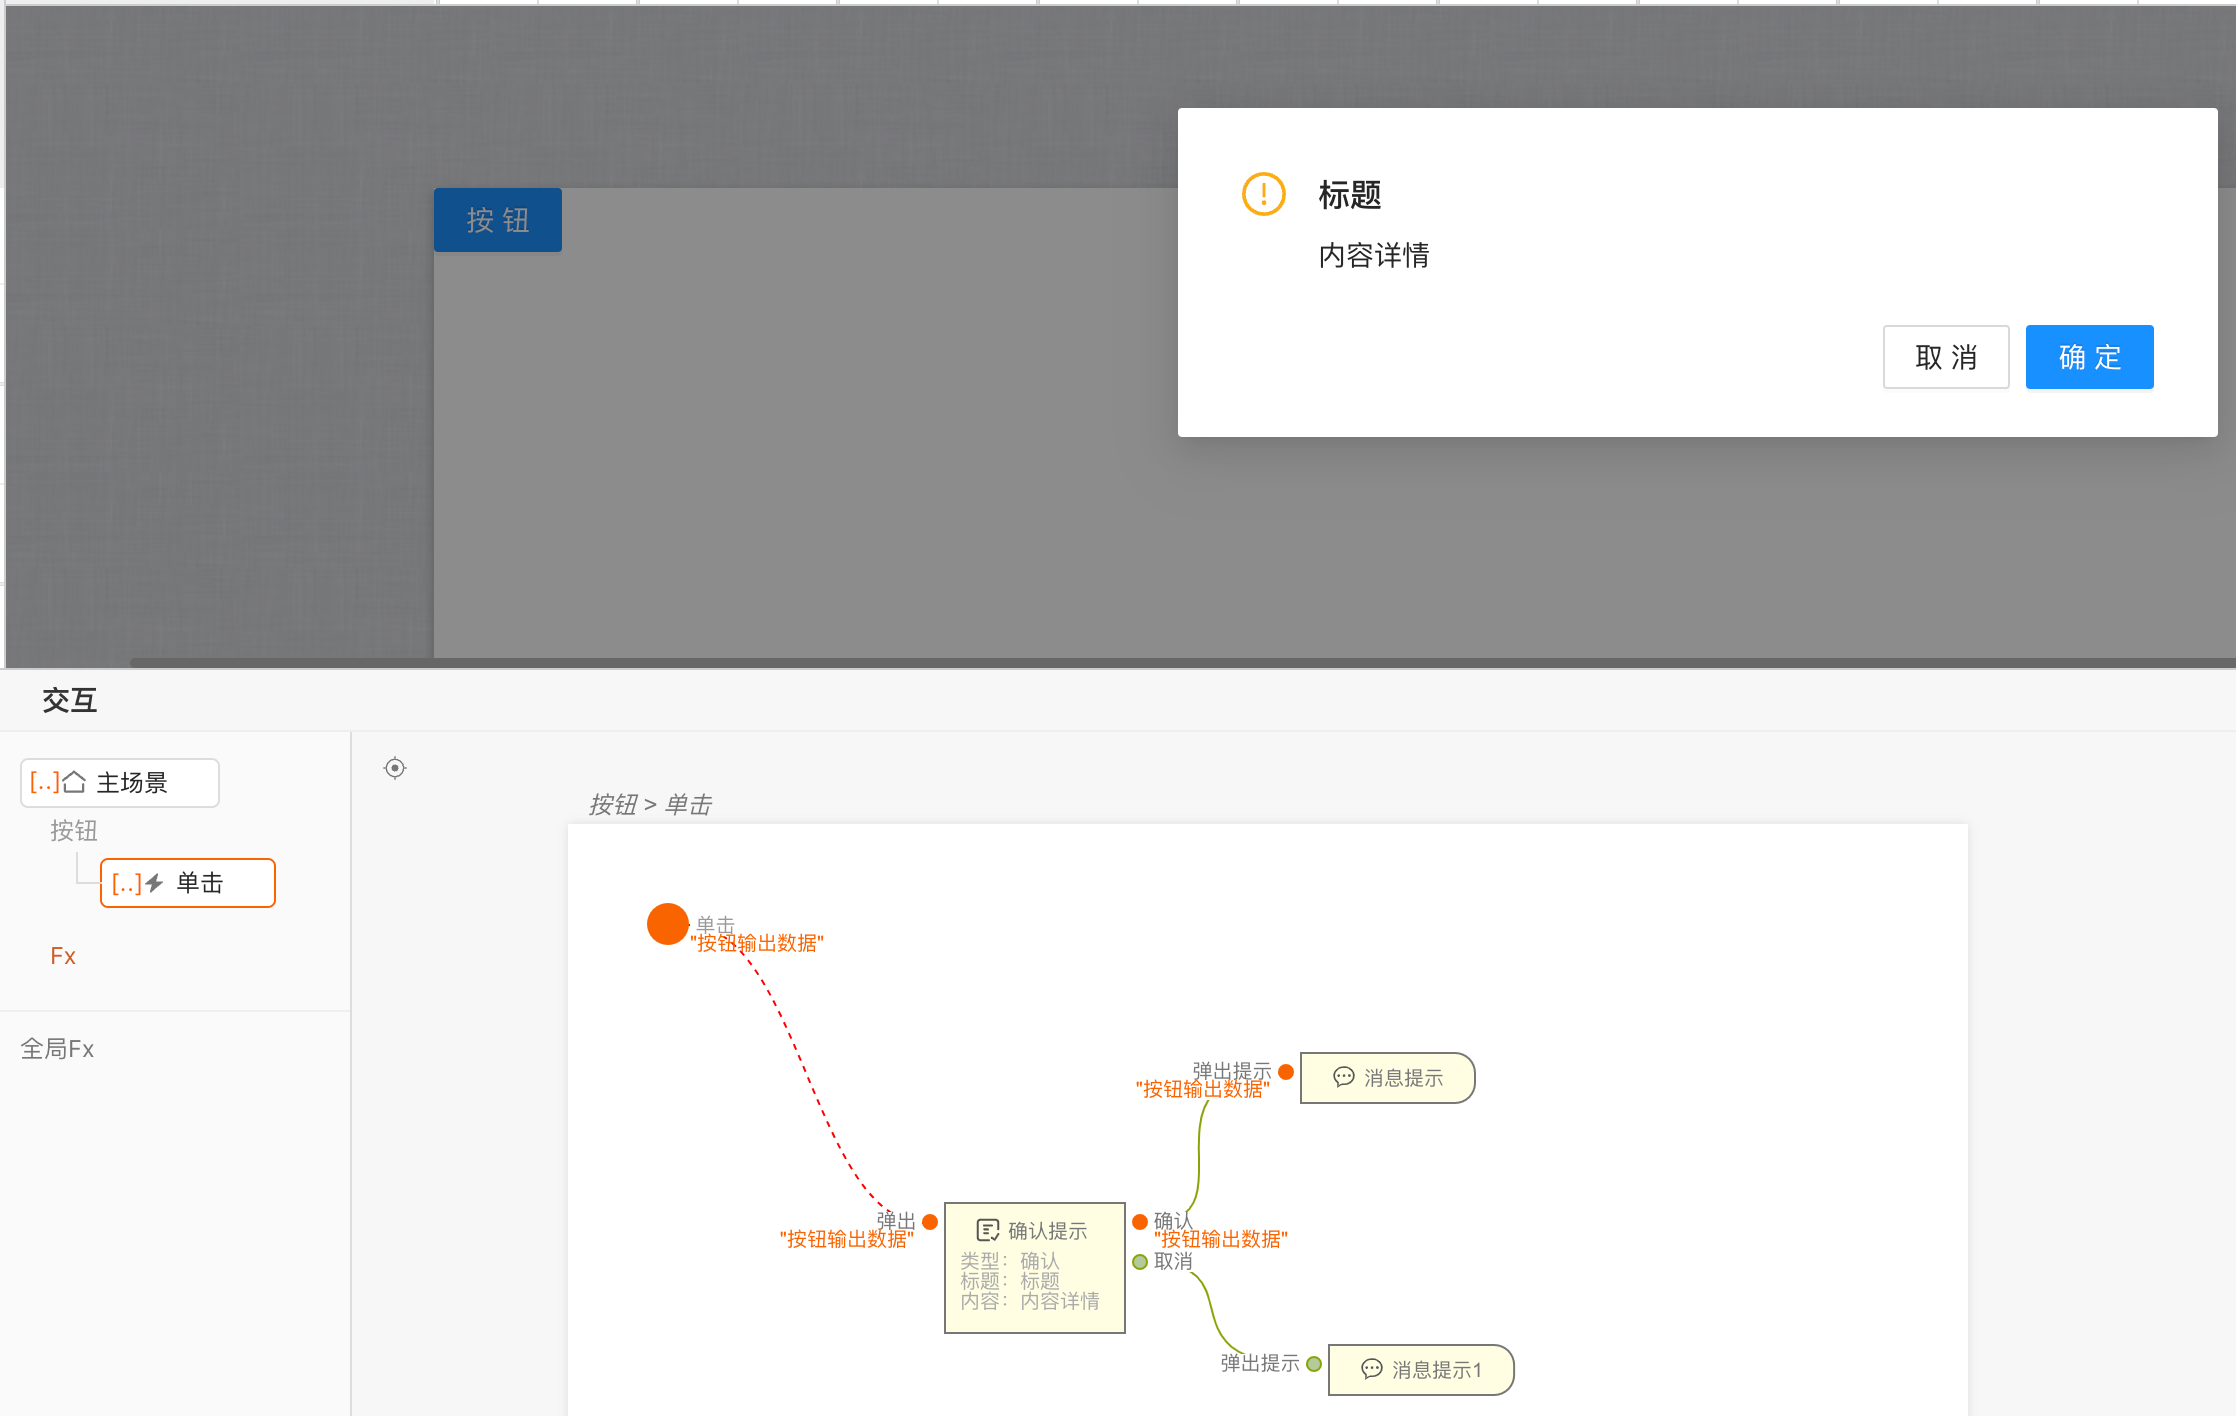 标题
按 钮
内容详情
取 消
确 定
交互
[..] 主场景
按钮
[..] 单击
Fx
全局Fx
按钮 > 单击
单击
"按钮输出数据"
弹出提示
"按钮输出数据"
消息提示
弹出
"按钮输出数据"
确认提示
类型：确认
标题：标题
内容：内容详情
确认
"按钮输出数据"
取消
弹出提示
消息提示1